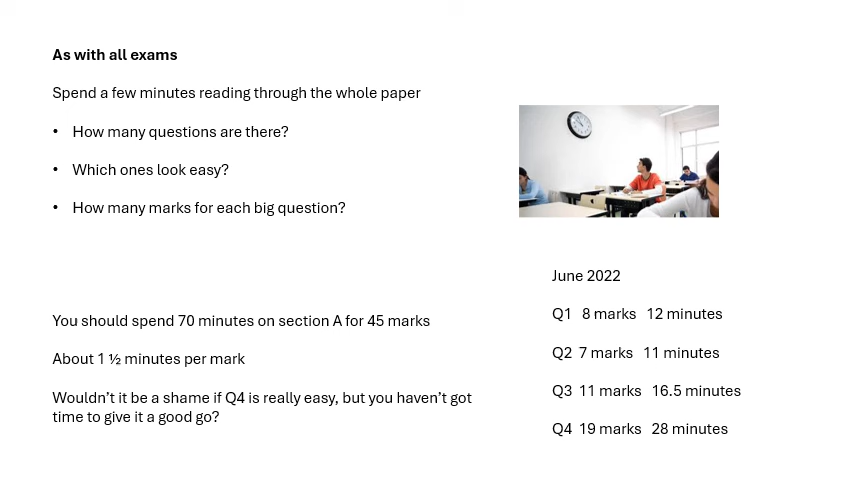 As with all exams
Spend a few minutes reading through the whole paper
• How many questions are there?
• Which ones look easy?
• How many marks for each big question?
You should spend 70 minutes on section A for 45 marks
About 1 ½ minutes per mark
Wouldn’t it be a shame if Q4 is really easy, but you haven’t got
time to give it a good go?
June 2022
Q1 8 marks 12 minutes
Q2 7 marks 11 minutes
Q3 11 marks 16.5 minutes
Q4 19 marks 28 minutes